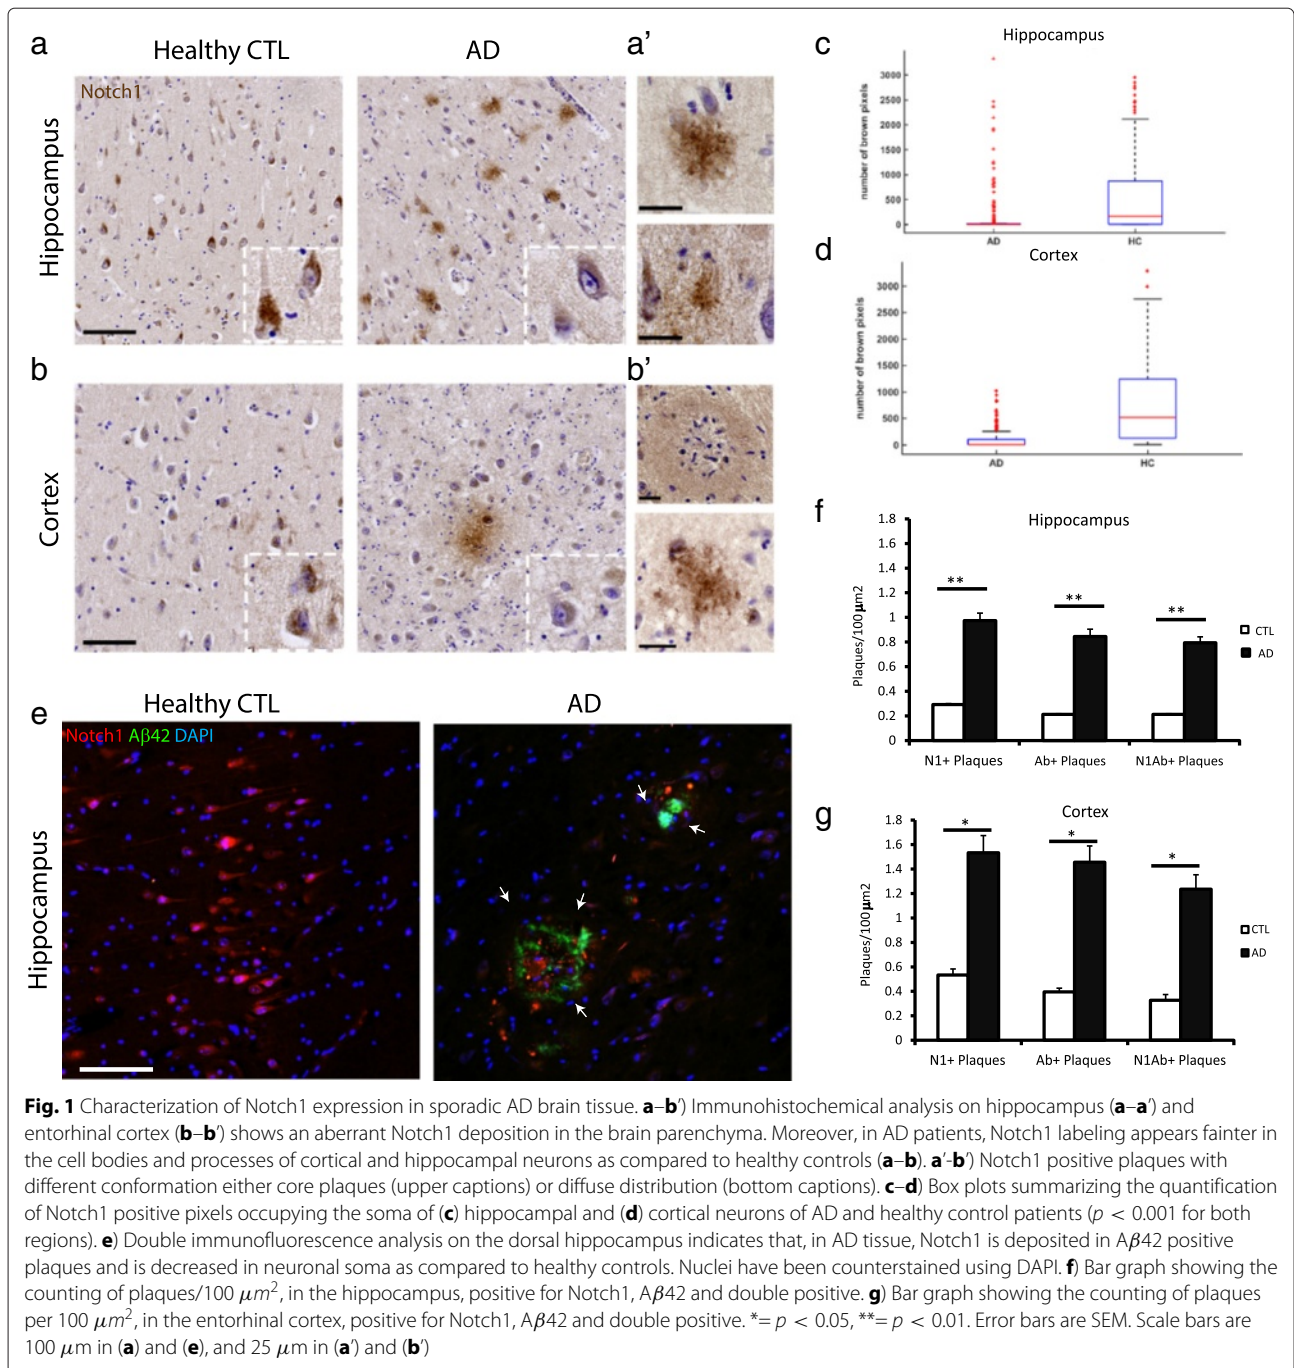 a
Healthy CTL
AD
a′
Notch1
Hippocampus
b
b′
Cortex
c
Hippocampus
number of brown pixels
3000
2500
2000
1500
1000
500
0
AD
HC
d
Cortex
number of brown pixels
3000
2500
2000
1500
1000
500
0
AD
HC
e
Healthy CTL
AD
Notch1 Aβ42 DAPI
Hippocampus
f
Hippocampus
Plaques/100μm2
1.8
1.6
1.4
1.2
1
0.8
0.6
0.4
0.2
0
**
**
**
N1+ Plaques
Ab+ Plaques
N1Ab+ Plaques
CTL
AD
g
Cortex
Plaques/100μm2
1.8
1.6
1.4
1.2
1
0.8
0.6
0.4
0.2
0
*
*
*
N1+ Plaques
Ab+ Plaques
N1Ab+ Plaques
CTL
AD
Fig. 1 Characterization of Notch1 expression in sporadic AD brain tissue. a–b′) Immunohistochemical analysis on hippocampus (a–a′) and
entorhinal cortex (b–b′) shows an aberrant Notch1 deposition in the brain parenchyma. Moreover, in AD patients, Notch1 labeling appears fainter in
the cell bodies and processes of cortical and hippocampal neurons as compared to healthy controls (a–b). a′-b′) Notch1 positive plaques with
different conformation either core plaques (upper captions) or diffuse distribution (bottom captions). c–d) Box plots summarizing the quantification
of Notch1 positive pixels occupying the soma of (c) hippocampal and (d) cortical neurons of AD and healthy control patients (p < 0.001 for both
regions). e) Double immunofluorescence analysis on the dorsal hippocampus indicates that, in AD tissue, Notch1 is deposited in Aβ42 positive
plaques and is decreased in neuronal soma as compared to healthy controls. Nuclei have been counterstained using DAPI. f) Bar graph showing the
counting of plaques/100 μm², in the hippocampus, positive for Notch1, Aβ42 and double positive. g) Bar graph showing the counting of plaques
per 100 μm², in the entorhinal cortex, positive for Notch1, Aβ42 and double positive. *= p < 0.05, **= p < 0.01. Error bars are SEM. Scale bars are
100 μm in (a) and (e), and 25 μm in (a′) and (b′)